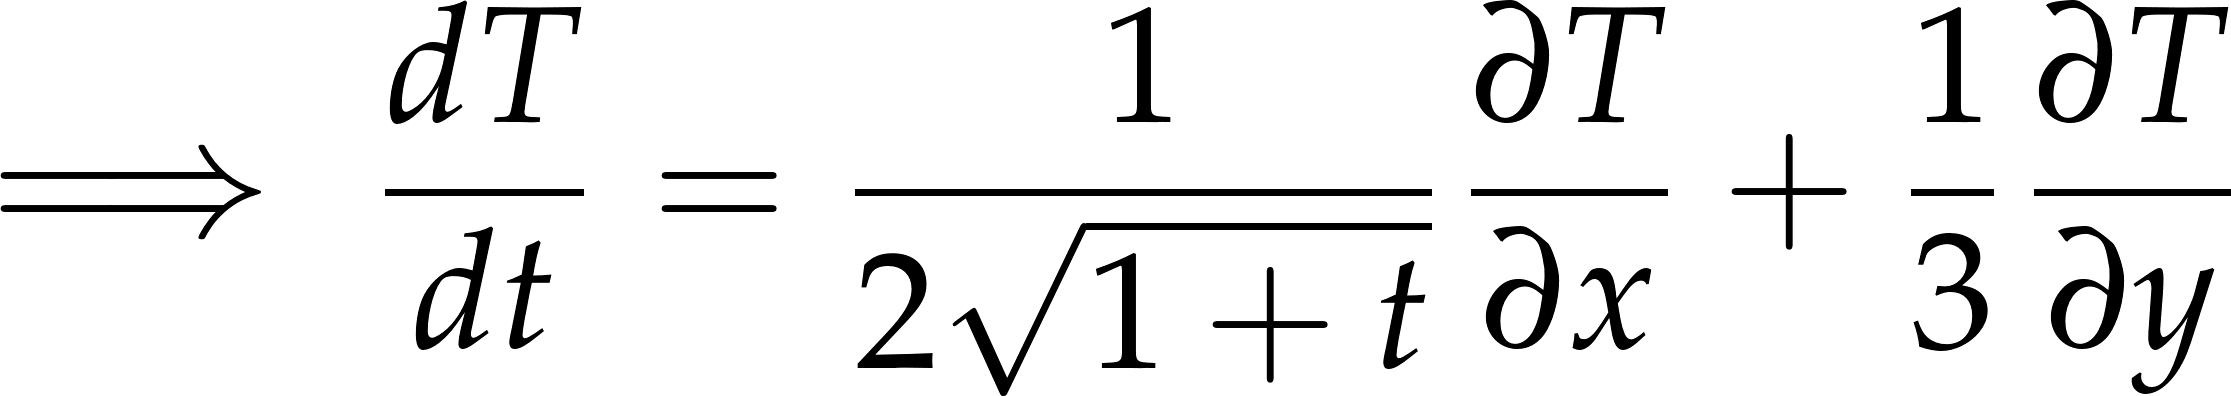 ⟹ dT/dt = 1/(2√(1+t)) ∂T/∂x + 1/3 ∂T/∂y